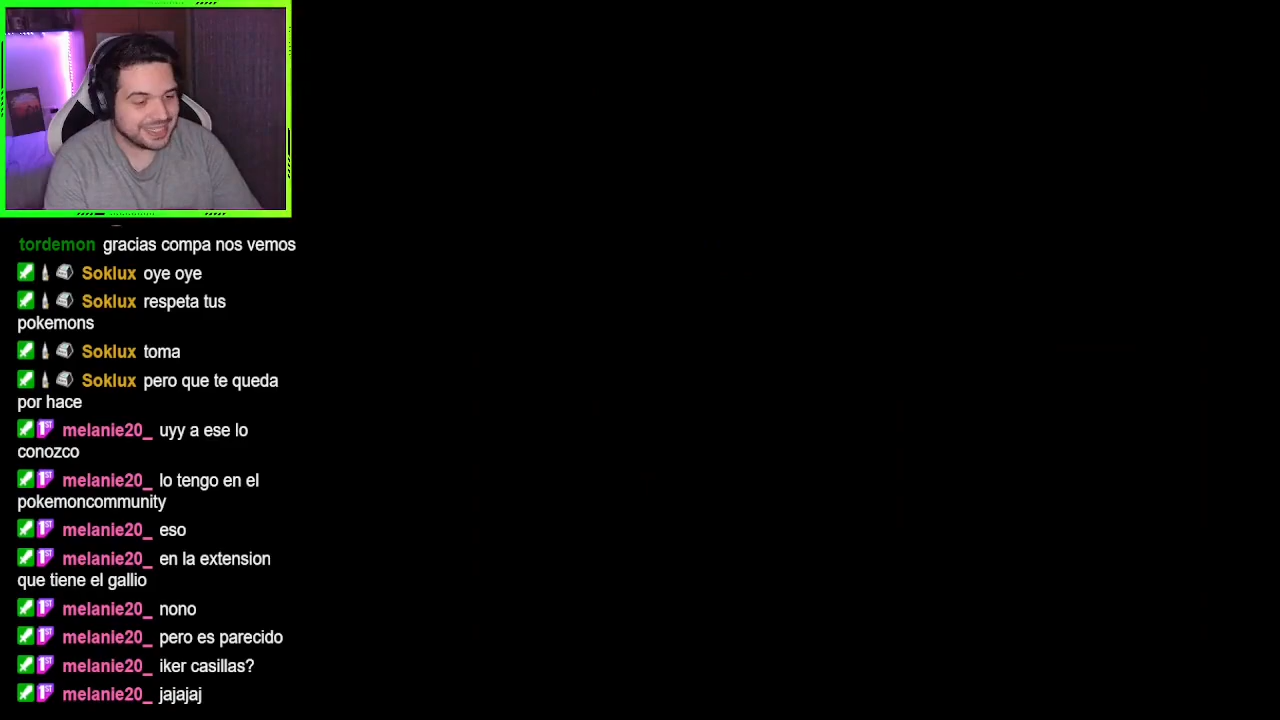 tordemon gracias compa nos vemos
Soklux oye oye
Soklux respeta tus
pokemons
Soklux toma
Soklux pero que te queda
por hace
melanie20_ uyy a ese lo
conozco
melanie20_ lo tengo en el
pokemoncommunity
melanie20_ eso
melanie20_ en la extension
que tiene el gallio
melanie20_ nono
melanie20_ pero es parecido
melanie20_ iker casillas?
melanie20_ jajajaj